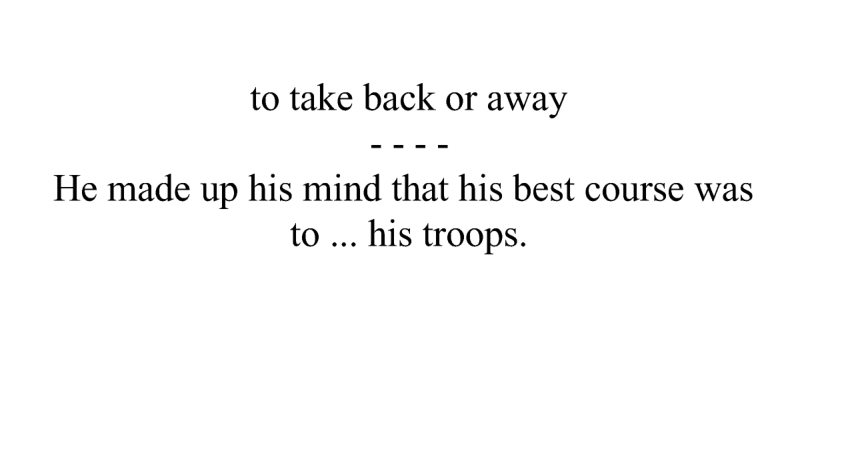 to take back or away
- - - -
He made up his mind that his best course was
to ... his troops.